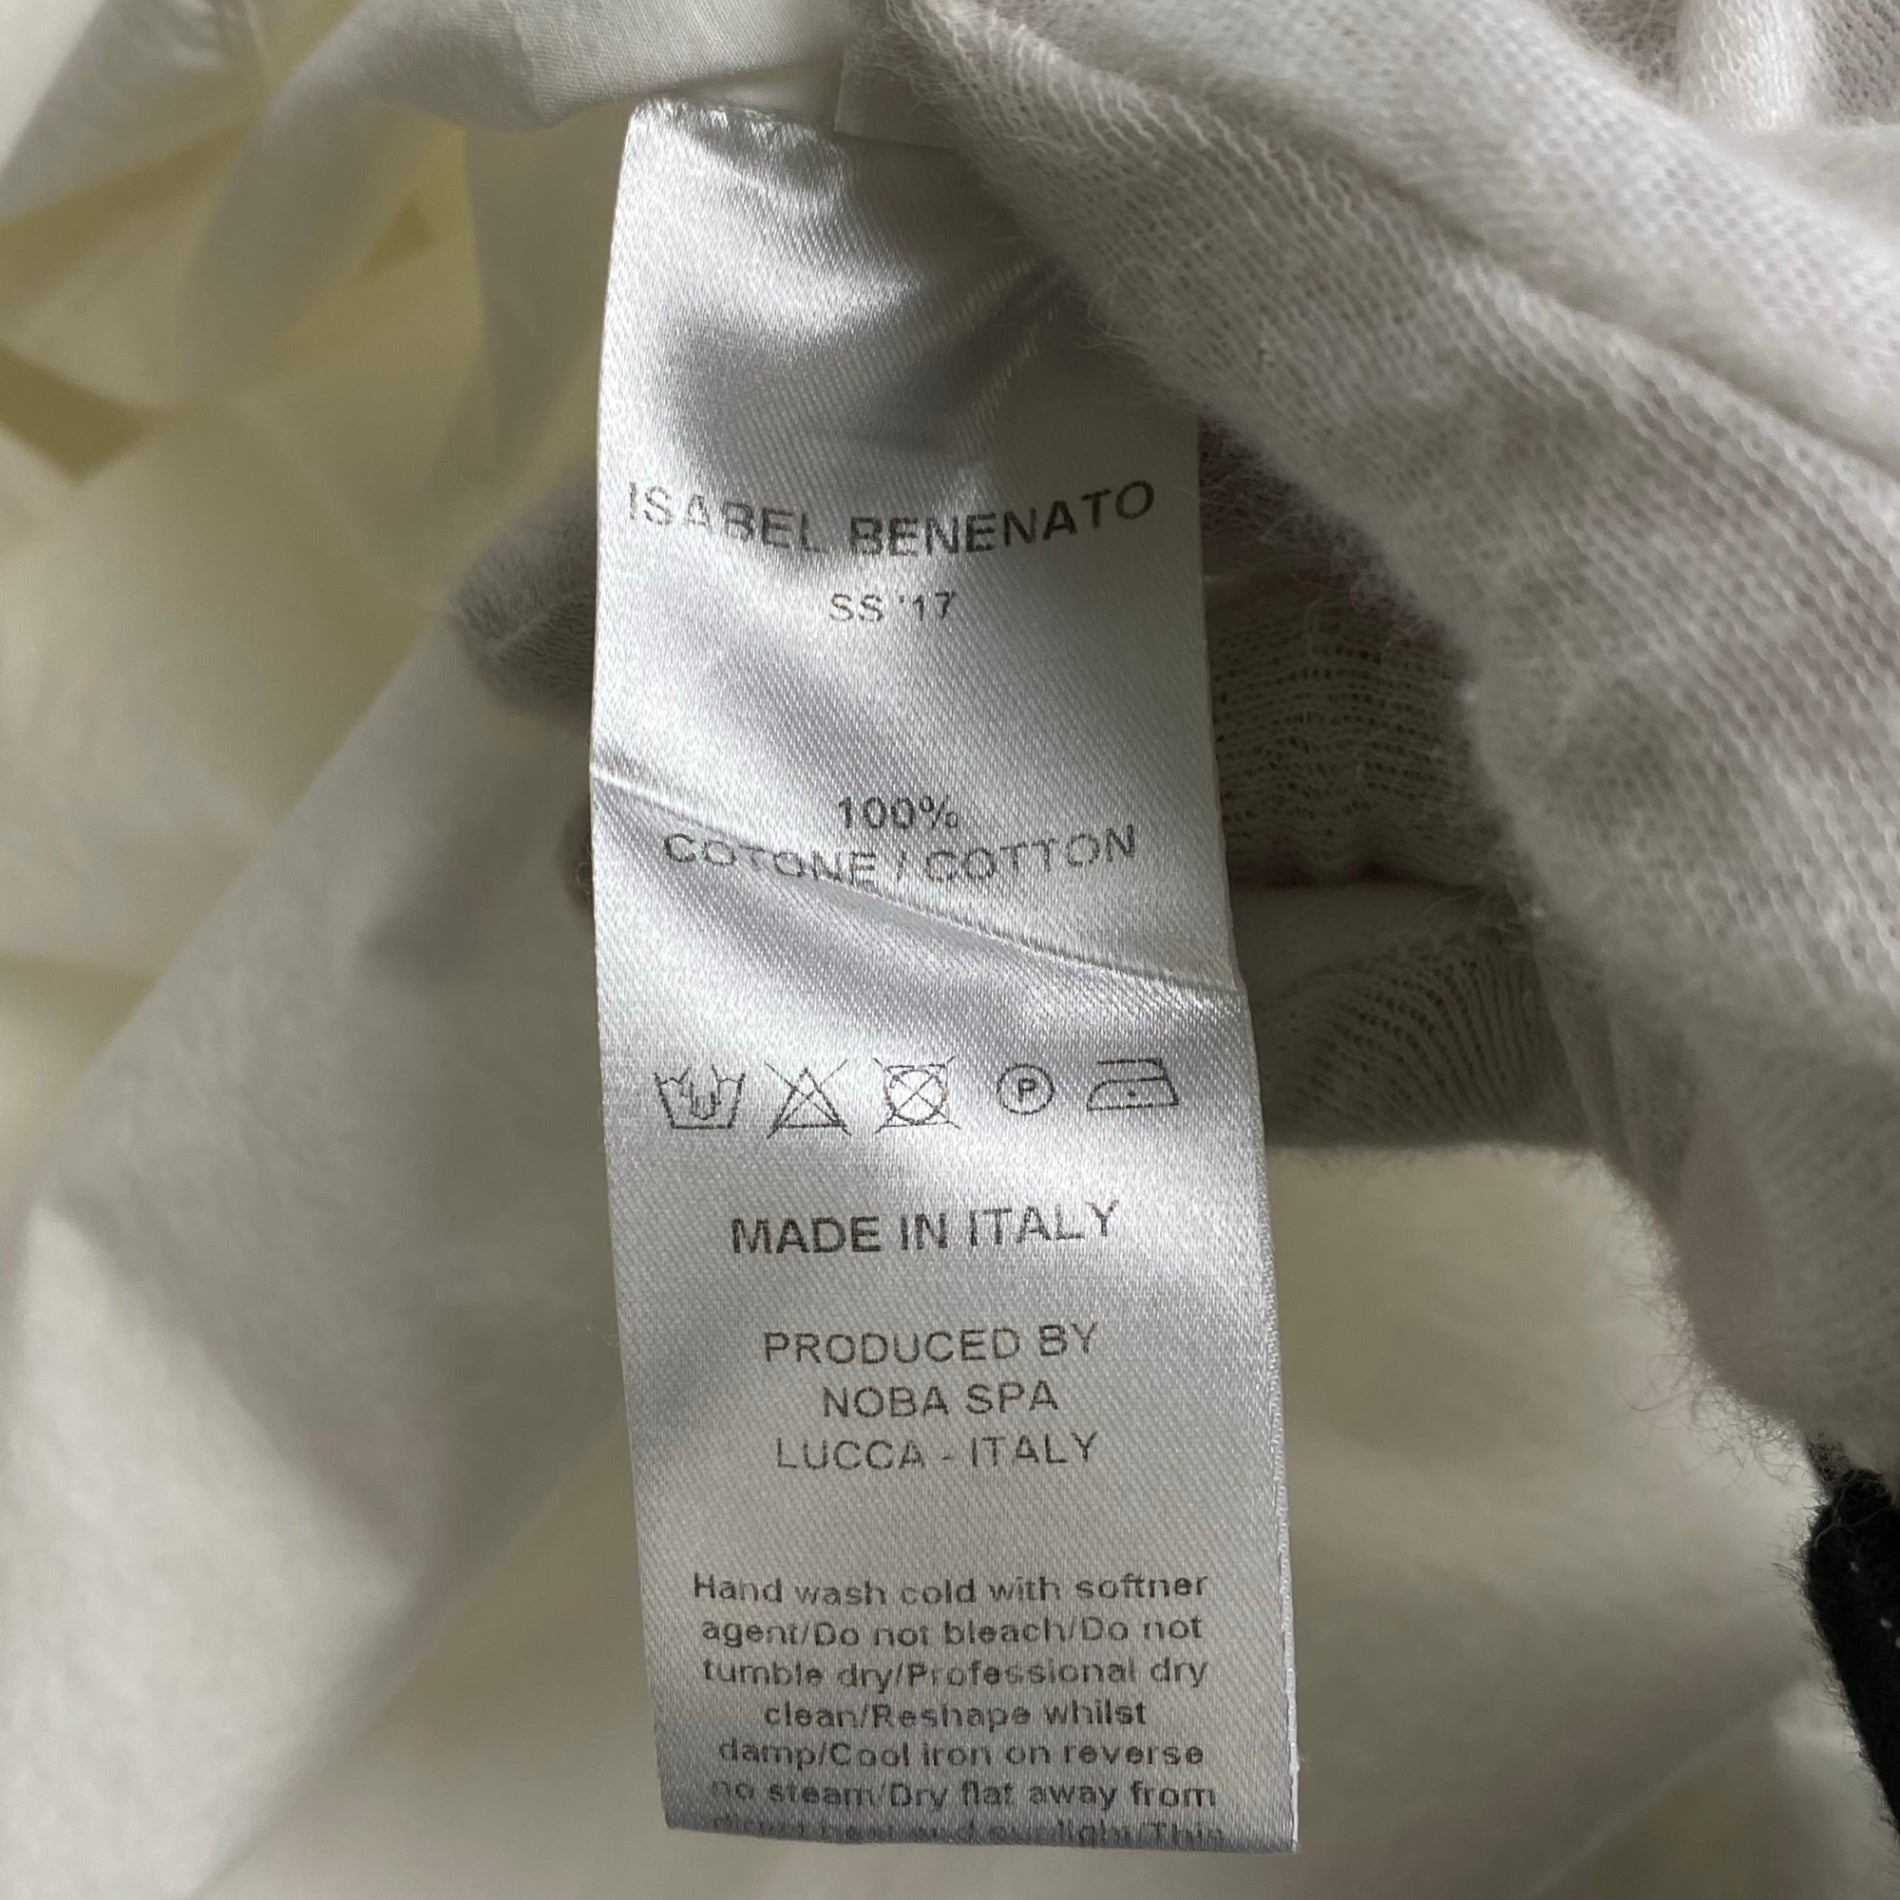 ISABEL BENENATO
SS '17
100%
COTONE / COTTON
P
MADE IN ITALY
PRODUCED BY
NOBA SPA
LUCCA - ITALY
Hand wash cold with softner
agent/Do not bleach/Do not
tumble dry/Professional dry
clean/Reshape whilst
damp/Cool iron on reverse
no steam/Dry flat away from